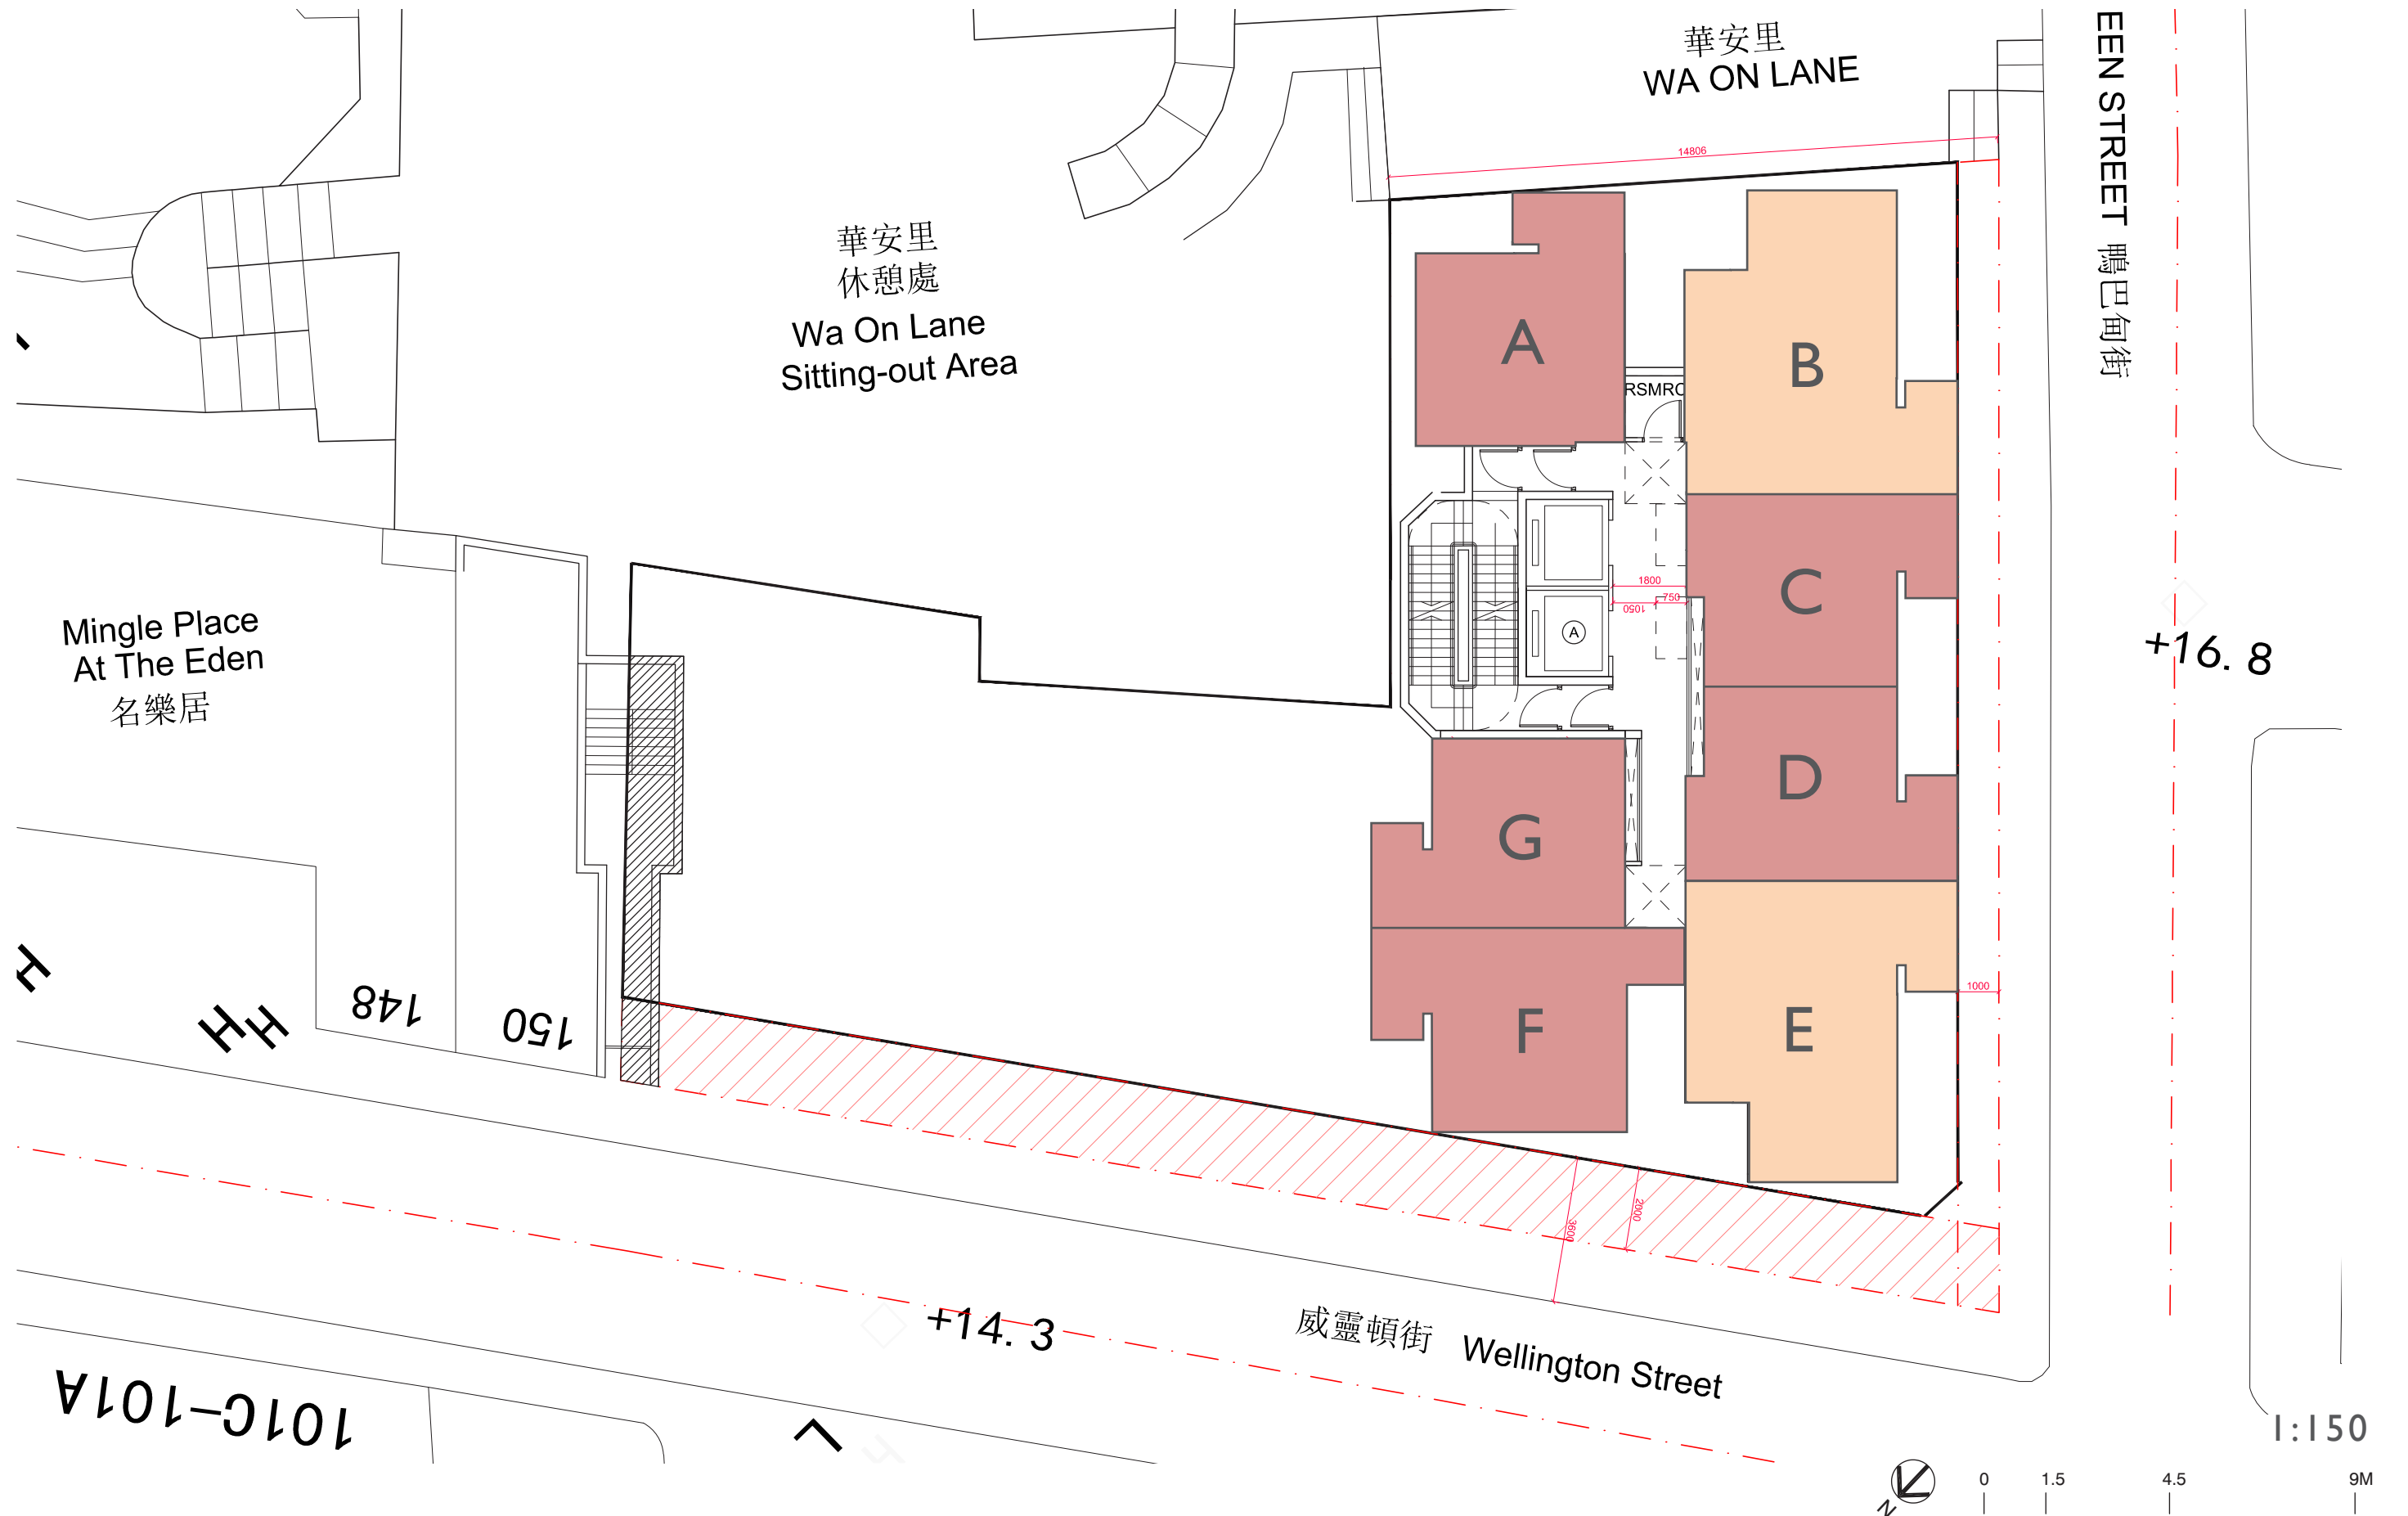 華安里
WA ON LANE
EEN STREET 鴨巴甸街
14806
華安里
休憩處
Wa On Lane
Sitting-out Area
A
B
RSMRC
C
1800
750
1050
A
Mingle Place
At The Eden
名樂居
+16. 8
D
G
E
F
1000
H
HH
148
150
2000
3600
+14. 3
威靈頓街 Wellington Street
101C-101A
1:150
N
0 1.5 4.5 9M